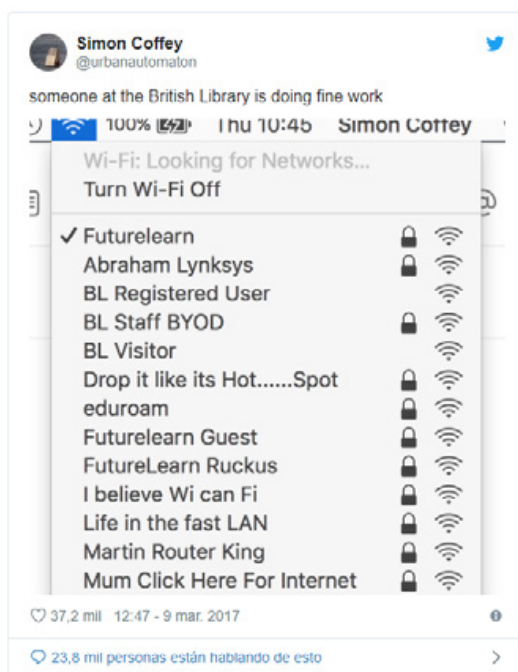 Simon Coffey
@urbanautomaton
someone at the British Library is doing fine work
100% Thu 10:45 Simon Coffey
Wi-Fi: Looking for Networks...
Turn Wi-Fi Off
✓ Futurelearn
Abraham Lynksys
BL Registered User
BL Staff BYOD
BL Visitor
Drop it like its Hot......Spot
eduroam
Futurelearn Guest
FutureLearn Ruckus
I believe Wi can Fi
Life in the fast LAN
Martin Router King
Mum Click Here For Internet
37,2 mil 12:47 - 9 mar. 2017
23,8 mil personas están hablando de esto